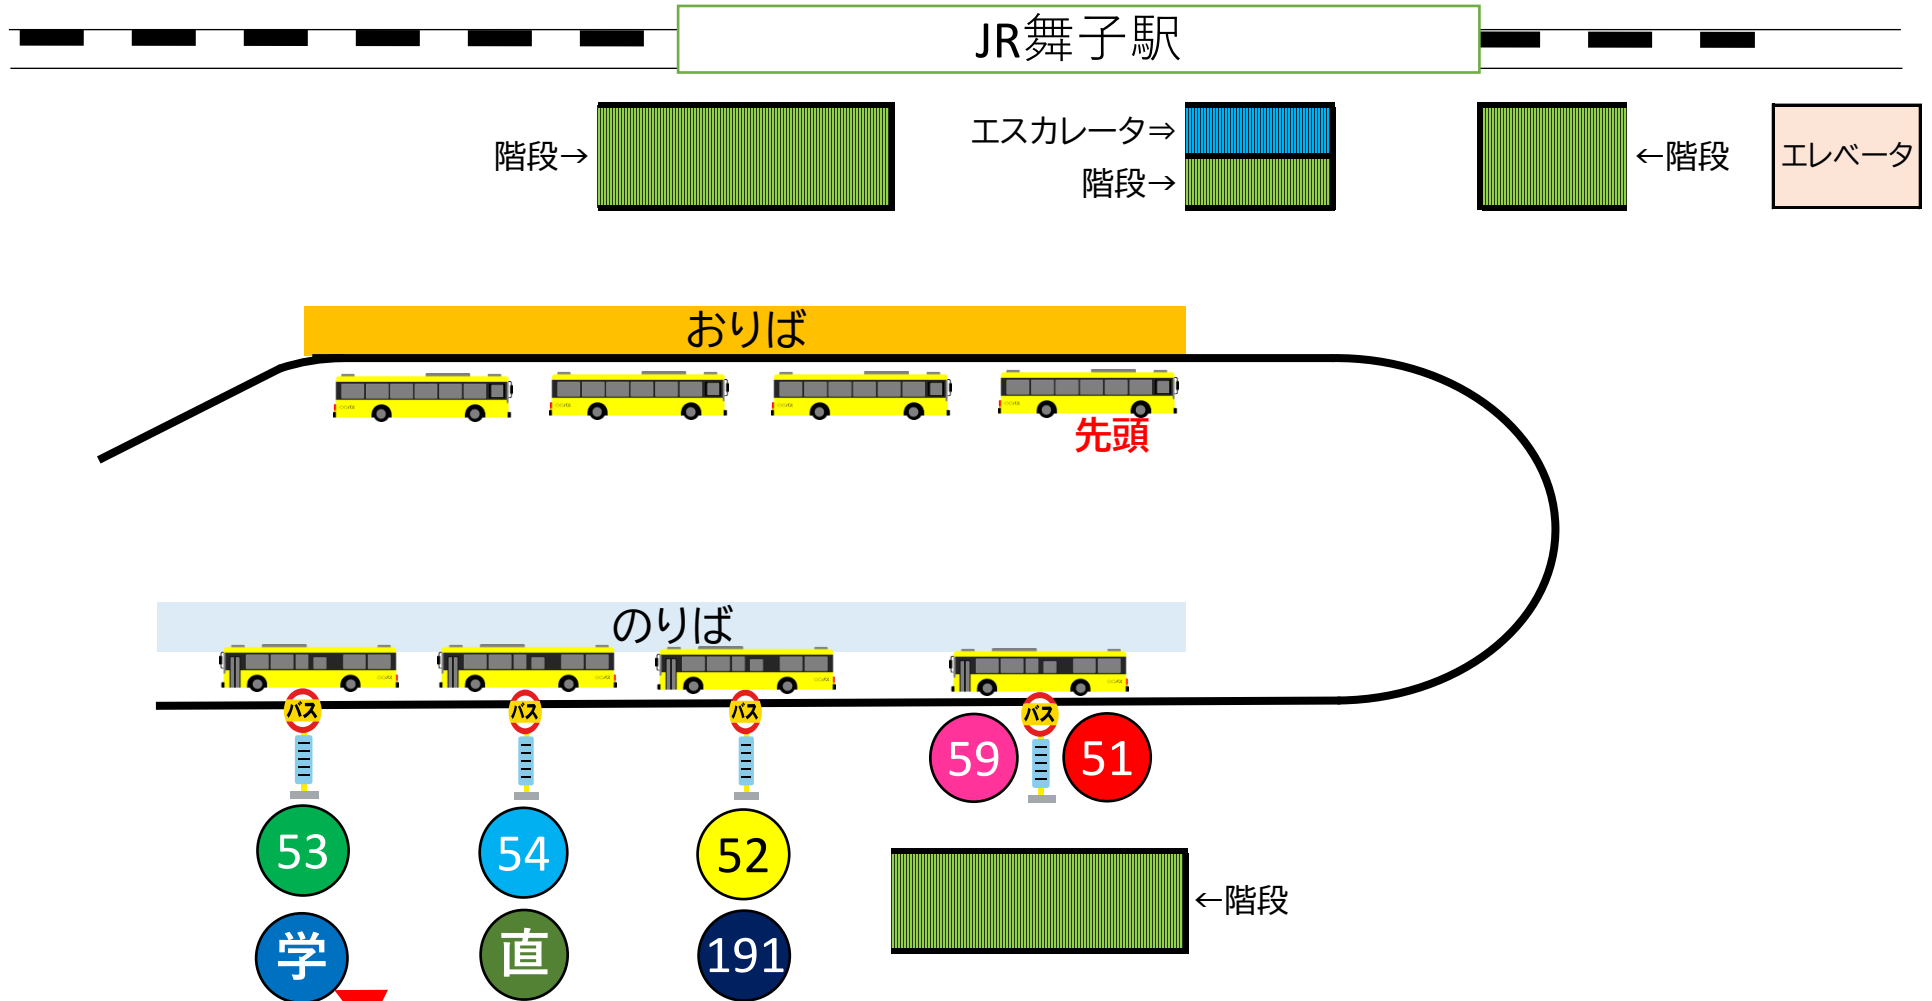 JR舞子駅
エスカレータ⇒
階段→
階段→
←階段
エレベータ
おりば
先頭
のりば
バス
バス
バス
バス
59
51
53
54
52
←階段
学
直
191